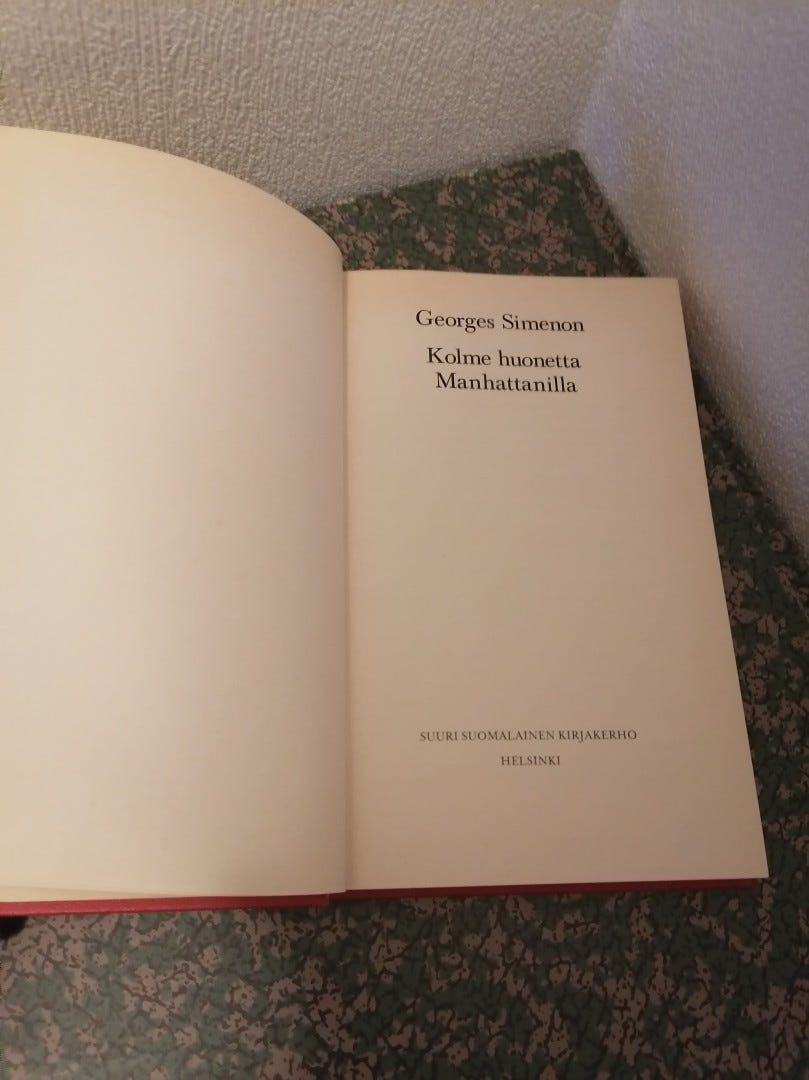 Georges Simenon
Kolme huonetta
Manhattanilla
SUURI SUOMALAINEN KIRJAKERHO
HELSINKI